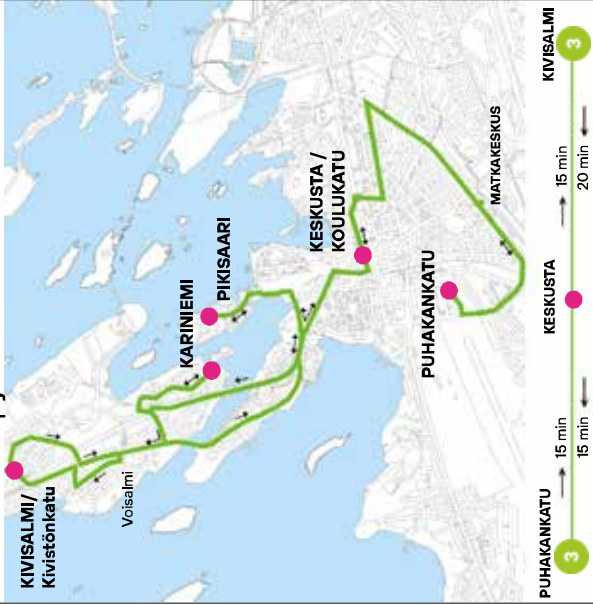 KIVISALMI/
Kivistönkatu
Voisalmi
KARINIEMI
PIKISAARI
KESKUSTA /
KOULUKATU
PUHAKANKATU
MATKAKESKUS
PUHAKANKATU
3
15 min
15 min
KESKUSTA
15 min
20 min
KIVISALMI
3